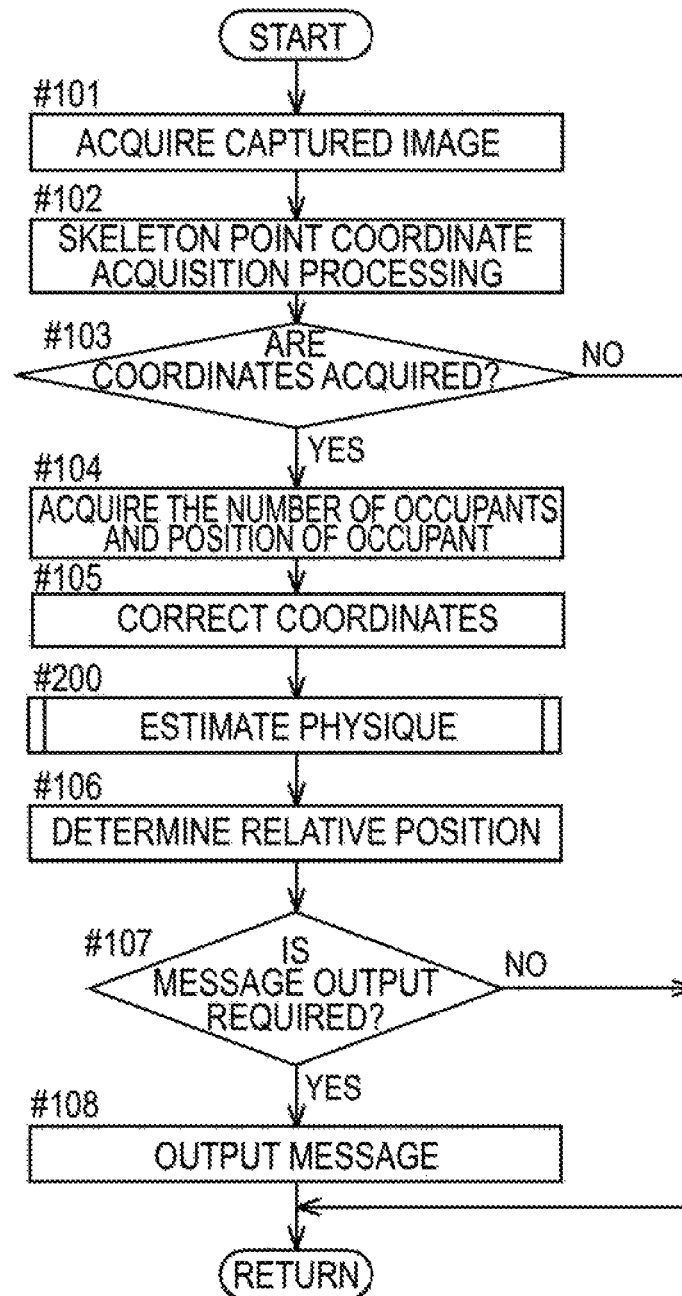 START
#101
ACQUIRE CAPTURED IMAGE
#102
SKELETON POINT COORDINATE
ACQUISITION PROCESSING
#103
ARE
COORDINATES ACQUIRED?
NO
YES
#104
ACQUIRE THE NUMBER OF OCCUPANTS
AND POSITION OF OCCUPANT
#105
CORRECT COORDINATES
#200
ESTIMATE PHYSIQUE
#106
DETERMINE RELATIVE POSITION
#107
IS
MESSAGE OUTPUT
REQUIRED?
NO
YES
#108
OUTPUT MESSAGE
RETURN